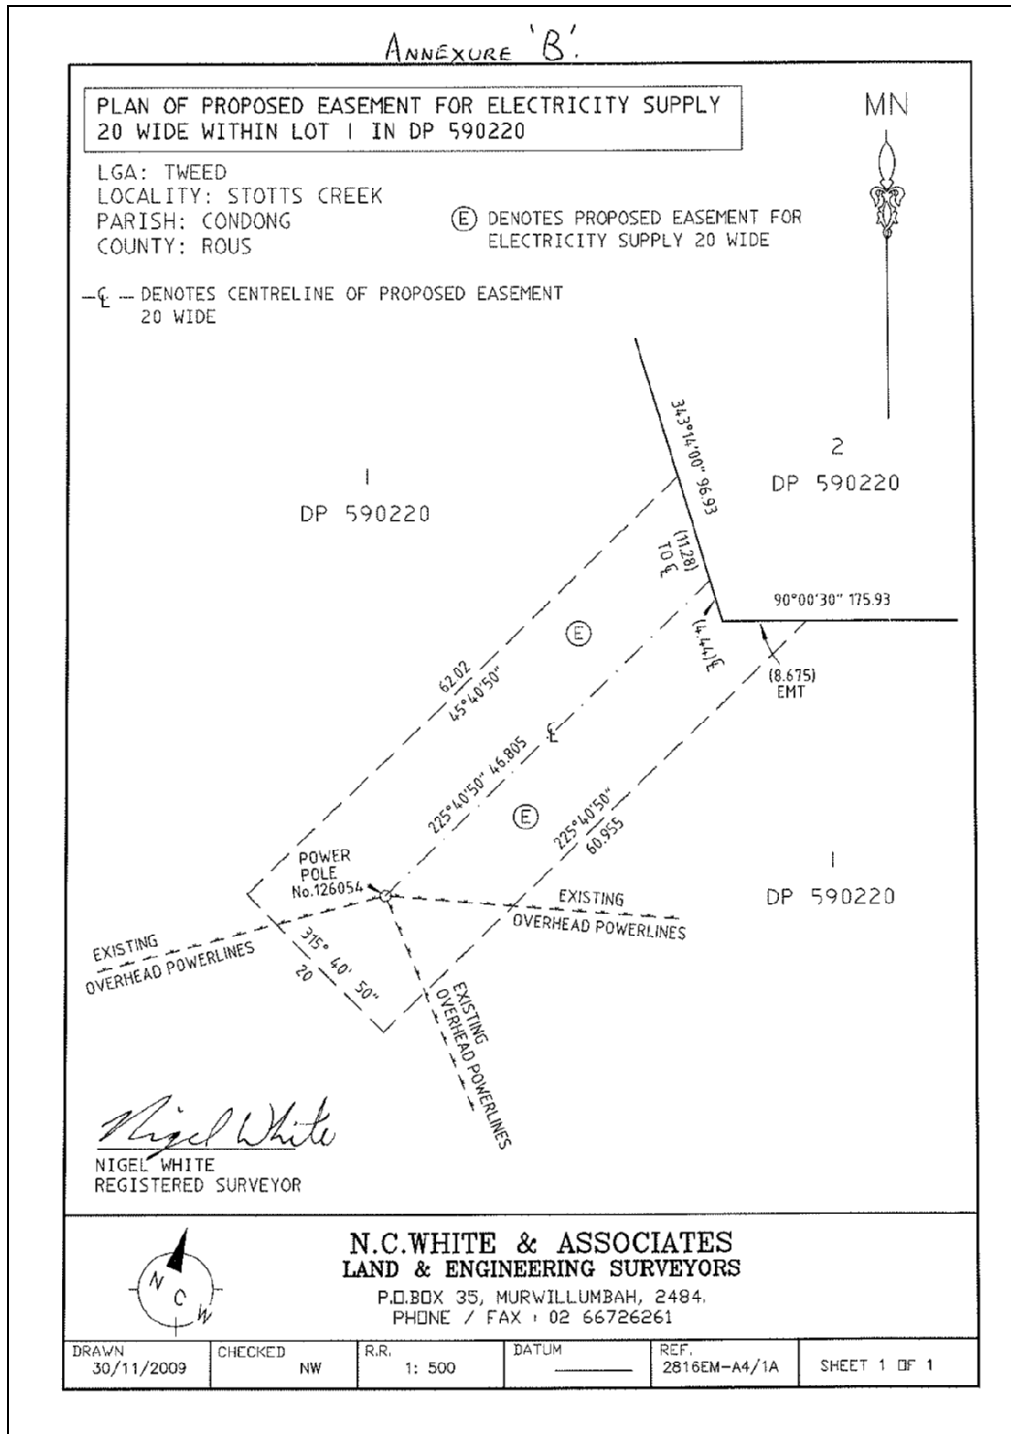 ANNEXURE 'B'.
PLAN OF PROPOSED EASEMENT FOR ELECTRICITY SUPPLY
20 WIDE WITHIN LOT 1 IN DP 590220
MN
LGA: TWEED
LOCALITY: STOTTS CREEK
PARISH: CONDONG
COUNTY: ROUS
E DENOTES PROPOSED EASEMENT FOR
ELECTRICITY SUPPLY 20 WIDE
—℄ — DENOTES CENTRELINE OF PROPOSED EASEMENT
20 WIDE
343°14'00" 96.93
2
DP 590220
1
DP 590220
(11.28)
TO ℄
90°00'30" 175.93
(4.44)℄
(8.675)
EMT
E
62.02
45°40'50"
℄
225°40'50" 46.805
E
225°40'50"
60.955
POWER
POLE
No.126054
1
DP 590220
EXISTING
OVERHEAD POWERLINES
EXISTING
OVERHEAD POWERLINES
315° 40' 50"
20
EXISTING
OVERHEAD POWERLINES
Nigel White
NIGEL WHITE
REGISTERED SURVEYOR
N C W
N.C.WHITE & ASSOCIATES
LAND & ENGINEERING SURVEYORS
P.O.BOX 35, MURWILLUMBAH, 2484.
PHONE / FAX : 02 66726261
DRAWN
30/11/2009
CHECKED
NW
R.R.
1: 500
DATUM
REF.
2816EM-A4/1A
SHEET 1 OF 1